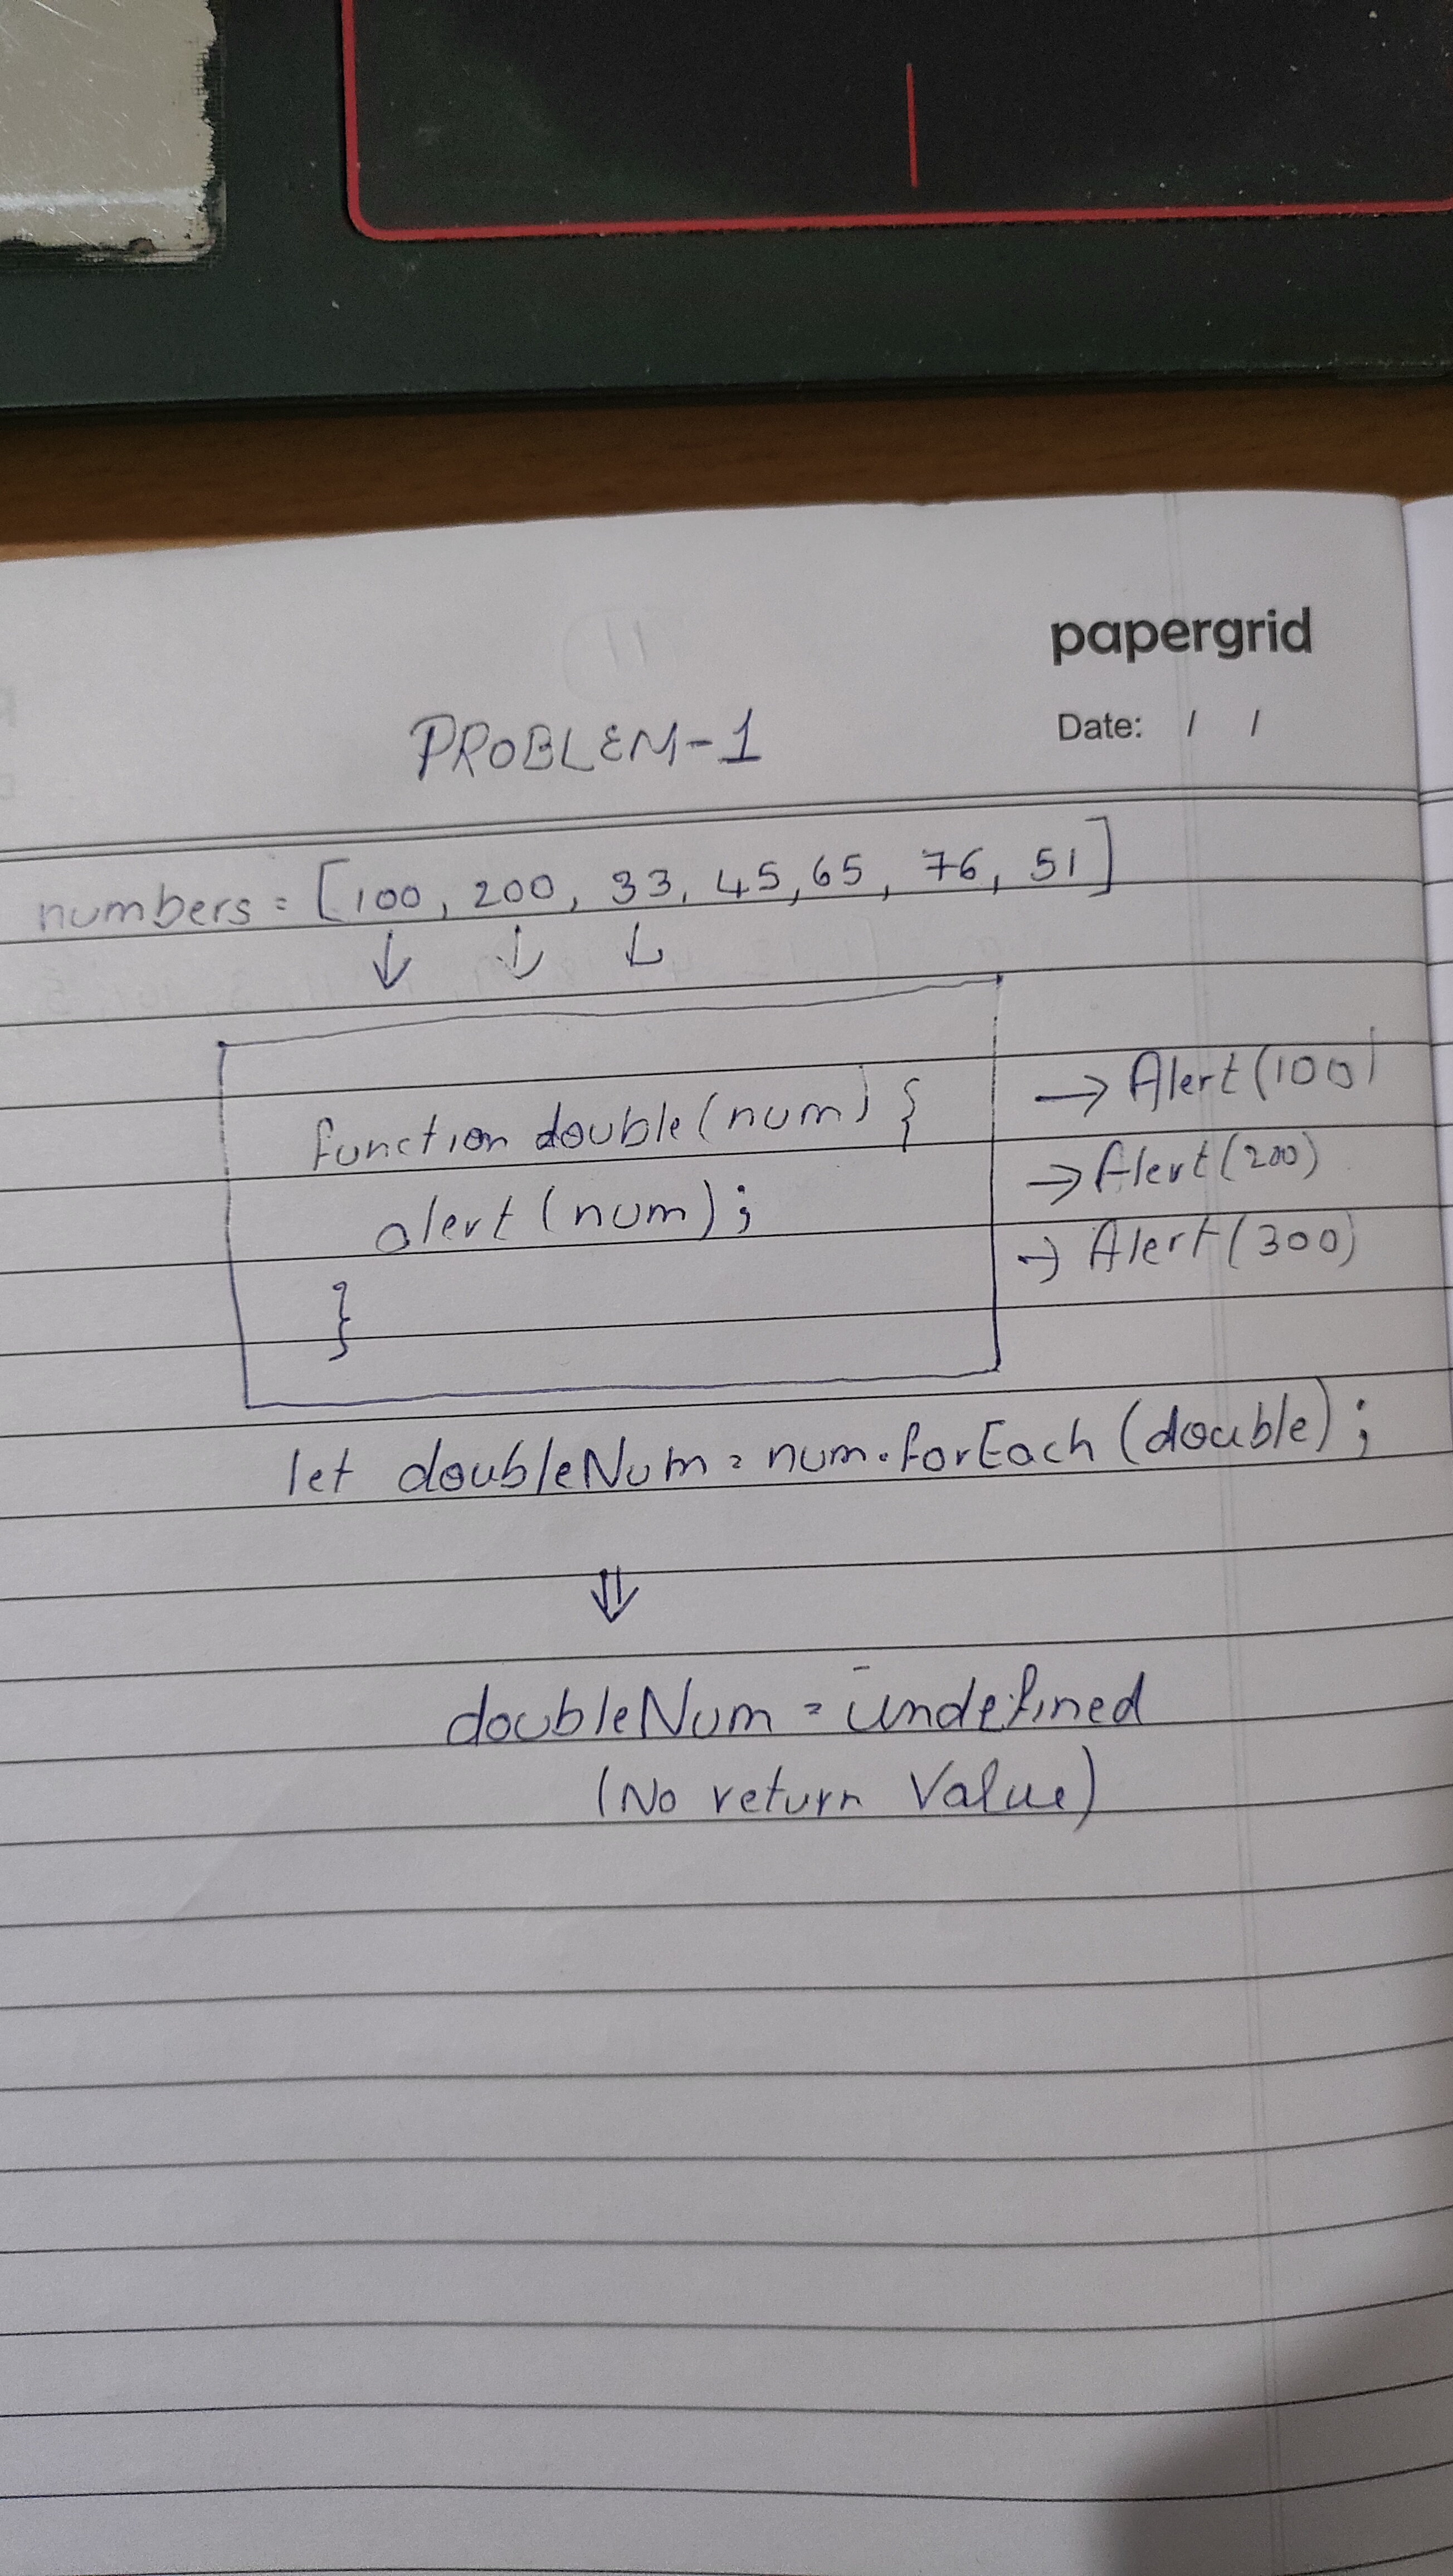 papergrid
Date: / /
PROBLEM-1
numbers = [100, 200, 33, 45, 65, 76, 51]
↓ ↓ ↓
function double(num) { → Alert(100)
alert(num); → Alert(200)
} → Alert(300)
let doubleNum = num.forEach(double);
⇓
doubleNum = undefined
(No return Value)